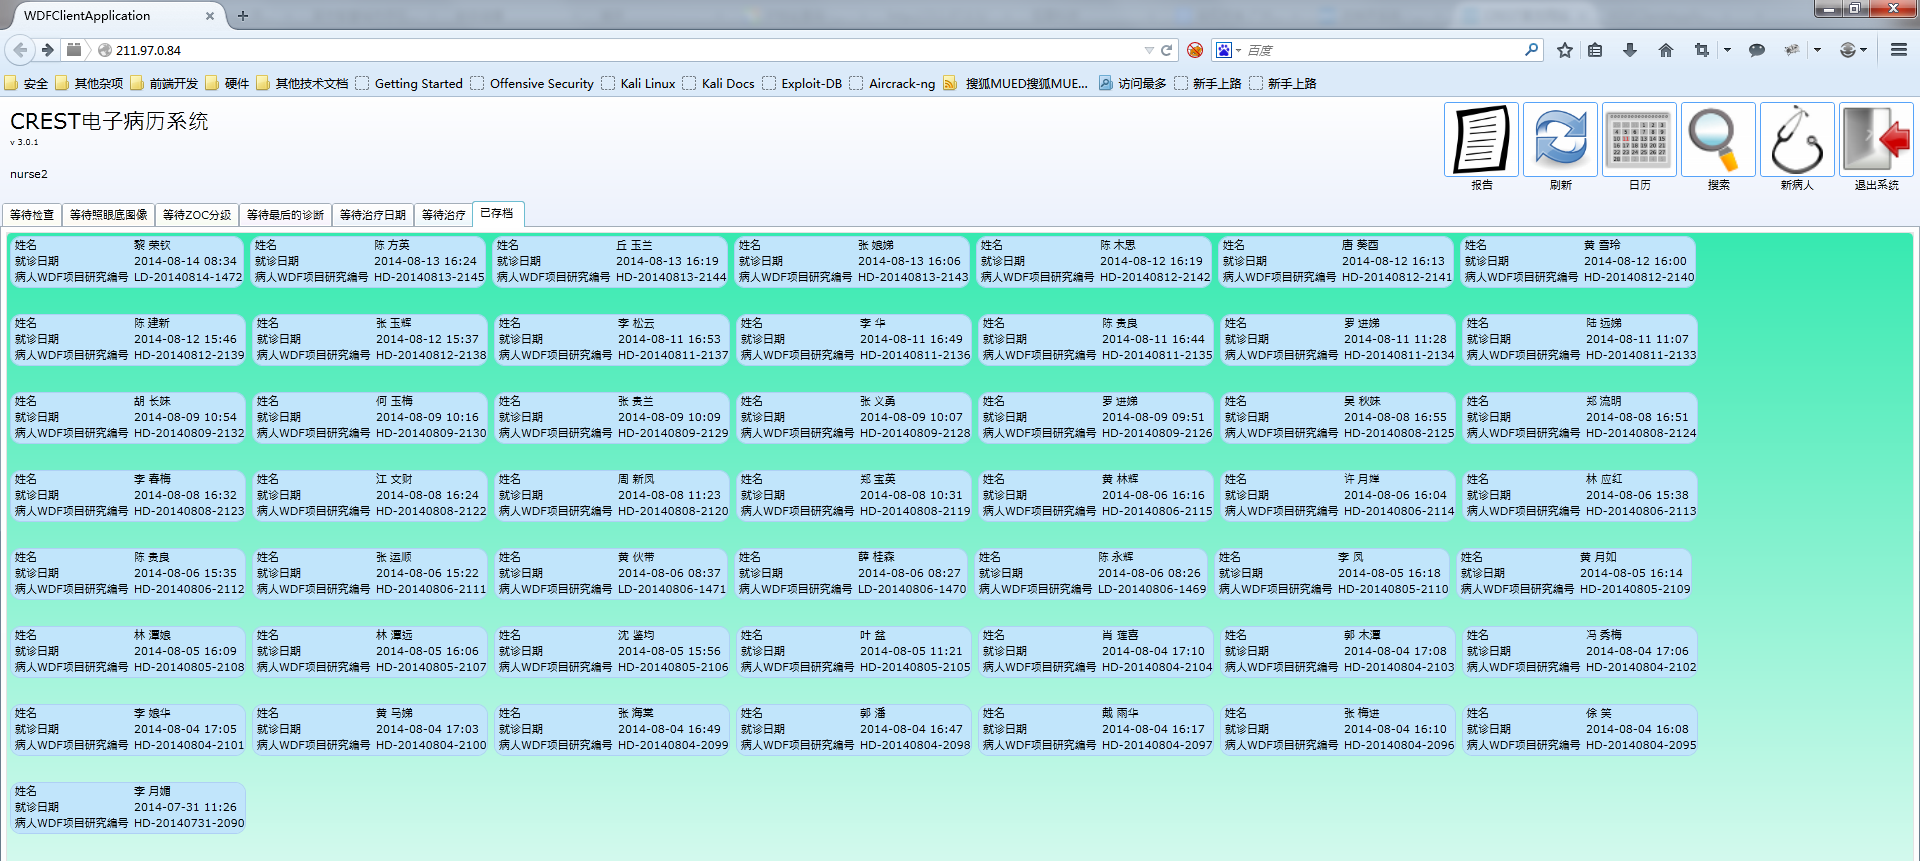 WDFClientApplication
211.97.0.84
百度
安全 其他杂项 前端开发 硬件 其他技术文档 Getting Started Offensive Security Kali Linux Kali Docs Exploit-DB Aircrack-ng 搜狐MUED搜狐MUE... 访问最多 新手上路 新手上路
CREST电子病历系统
v 3.0.1
nurse2
报告 刷新 日历 搜索 新病人 退出系统
等待检查 等待照眼底图像 等待ZOC分级 等待最后的诊断 等待治疗日期 等待治疗 已存档
姓名 黎 荣钦 姓名 陈 方英 姓名 丘 玉兰 姓名 张 娘娣 姓名 陈 木思 姓名 唐 葵酉 姓名 黄 雪玲
就诊日期 2014-08-14 08:34 就诊日期 2014-08-13 16:24 就诊日期 2014-08-13 16:19 就诊日期 2014-08-13 16:06 就诊日期 2014-08-12 16:19 就诊日期 2014-08-12 16:13 就诊日期 2014-08-12 16:00
病人WDF项目研究编号 LD-20140814-1472 病人WDF项目研究编号 HD-20140813-2145 病人WDF项目研究编号 HD-20140813-2144 病人WDF项目研究编号 HD-20140813-2143 病人WDF项目研究编号 HD-20140812-2142 病人WDF项目研究编号 HD-20140812-2141 病人WDF项目研究编号 HD-20140812-2140
姓名 陈 建新 姓名 张 玉辉 姓名 李 松云 姓名 李 华 姓名 陈 贵良 姓名 罗 进娣 姓名 陆 远娣
就诊日期 2014-08-12 15:46 就诊日期 2014-08-12 15:37 就诊日期 2014-08-11 16:53 就诊日期 2014-08-11 16:49 就诊日期 2014-08-11 16:44 就诊日期 2014-08-11 11:28 就诊日期 2014-08-11 11:07
病人WDF项目研究编号 HD-20140812-2139 病人WDF项目研究编号 HD-20140812-2138 病人WDF项目研究编号 HD-20140811-2137 病人WDF项目研究编号 HD-20140811-2136 病人WDF项目研究编号 HD-20140811-2135 病人WDF项目研究编号 HD-20140811-2134 病人WDF项目研究编号 HD-20140811-2133
姓名 胡 长妹 姓名 何 玉梅 姓名 张 贵兰 姓名 张 义勇 姓名 罗 进娣 姓名 吴 秋妹 姓名 郑 流明
就诊日期 2014-08-09 10:54 就诊日期 2014-08-09 10:16 就诊日期 2014-08-09 10:09 就诊日期 2014-08-09 10:07 就诊日期 2014-08-09 09:51 就诊日期 2014-08-08 16:55 就诊日期 2014-08-08 16:51
病人WDF项目研究编号 HD-20140809-2132 病人WDF项目研究编号 HD-20140809-2130 病人WDF项目研究编号 HD-20140809-2129 病人WDF项目研究编号 HD-20140809-2128 病人WDF项目研究编号 HD-20140809-2126 病人WDF项目研究编号 HD-20140808-2125 病人WDF项目研究编号 HD-20140808-2124
姓名 李 春梅 姓名 江 文财 姓名 周 新凤 姓名 郑 宝英 姓名 黄 林辉 姓名 许 月婵 姓名 林 应红
就诊日期 2014-08-08 16:32 就诊日期 2014-08-08 16:24 就诊日期 2014-08-08 11:23 就诊日期 2014-08-08 10:31 就诊日期 2014-08-06 16:16 就诊日期 2014-08-06 16:04 就诊日期 2014-08-06 15:38
病人WDF项目研究编号 HD-20140808-2123 病人WDF项目研究编号 HD-20140808-2122 病人WDF项目研究编号 HD-20140808-2120 病人WDF项目研究编号 HD-20140808-2119 病人WDF项目研究编号 HD-20140806-2115 病人WDF项目研究编号 HD-20140806-2114 病人WDF项目研究编号 HD-20140806-2113
姓名 陈 贵良 姓名 张 运顺 姓名 黄 伙带 姓名 薛 桂森 姓名 陈 永辉 姓名 李 凤 姓名 黄 月如
就诊日期 2014-08-06 15:35 就诊日期 2014-08-06 15:22 就诊日期 2014-08-06 08:37 就诊日期 2014-08-06 08:27 就诊日期 2014-08-06 08:26 就诊日期 2014-08-05 16:18 就诊日期 2014-08-05 16:14
病人WDF项目研究编号 HD-20140806-2112 病人WDF项目研究编号 HD-20140806-2111 病人WDF项目研究编号 LD-20140806-1471 病人WDF项目研究编号 LD-20140806-1470 病人WDF项目研究编号 LD-20140806-1469 病人WDF项目研究编号 HD-20140805-2110 病人WDF项目研究编号 HD-20140805-2109
姓名 林 潭娘 姓名 林 潭远 姓名 沈 鉴均 姓名 叶 盆 姓名 肖 莲喜 姓名 郭 木潭 姓名 冯 秀梅
就诊日期 2014-08-05 16:09 就诊日期 2014-08-05 16:06 就诊日期 2014-08-05 15:56 就诊日期 2014-08-05 11:21 就诊日期 2014-08-04 17:10 就诊日期 2014-08-04 17:08 就诊日期 2014-08-04 17:06
病人WDF项目研究编号 HD-20140805-2108 病人WDF项目研究编号 HD-20140805-2107 病人WDF项目研究编号 HD-20140805-2106 病人WDF项目研究编号 HD-20140805-2105 病人WDF项目研究编号 HD-20140804-2104 病人WDF项目研究编号 HD-20140804-2103 病人WDF项目研究编号 HD-20140804-2102
姓名 李 娘华 姓名 黄 马娣 姓名 张 海棠 姓名 郭 潘 姓名 戴 雨华 姓名 张 梅进 姓名 徐 笑
就诊日期 2014-08-04 17:05 就诊日期 2014-08-04 17:03 就诊日期 2014-08-04 16:49 就诊日期 2014-08-04 16:47 就诊日期 2014-08-04 16:17 就诊日期 2014-08-04 16:10 就诊日期 2014-08-04 16:08
病人WDF项目研究编号 HD-20140804-2101 病人WDF项目研究编号 HD-20140804-2100 病人WDF项目研究编号 HD-20140804-2099 病人WDF项目研究编号 HD-20140804-2098 病人WDF项目研究编号 HD-20140804-2097 病人WDF项目研究编号 HD-20140804-2096 病人WDF项目研究编号 HD-20140804-2095
姓名 李 月媚
就诊日期 2014-07-31 11:26
病人WDF项目研究编号 HD-20140731-2090